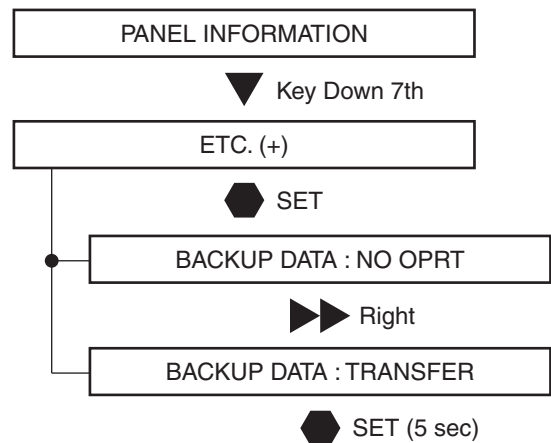 PANEL INFORMATION
Key Down 7th
ETC. (+)
SET
BACKUP DATA : NO OPRT
Right
BACKUP DATA : TRANSFER
SET (5 sec)